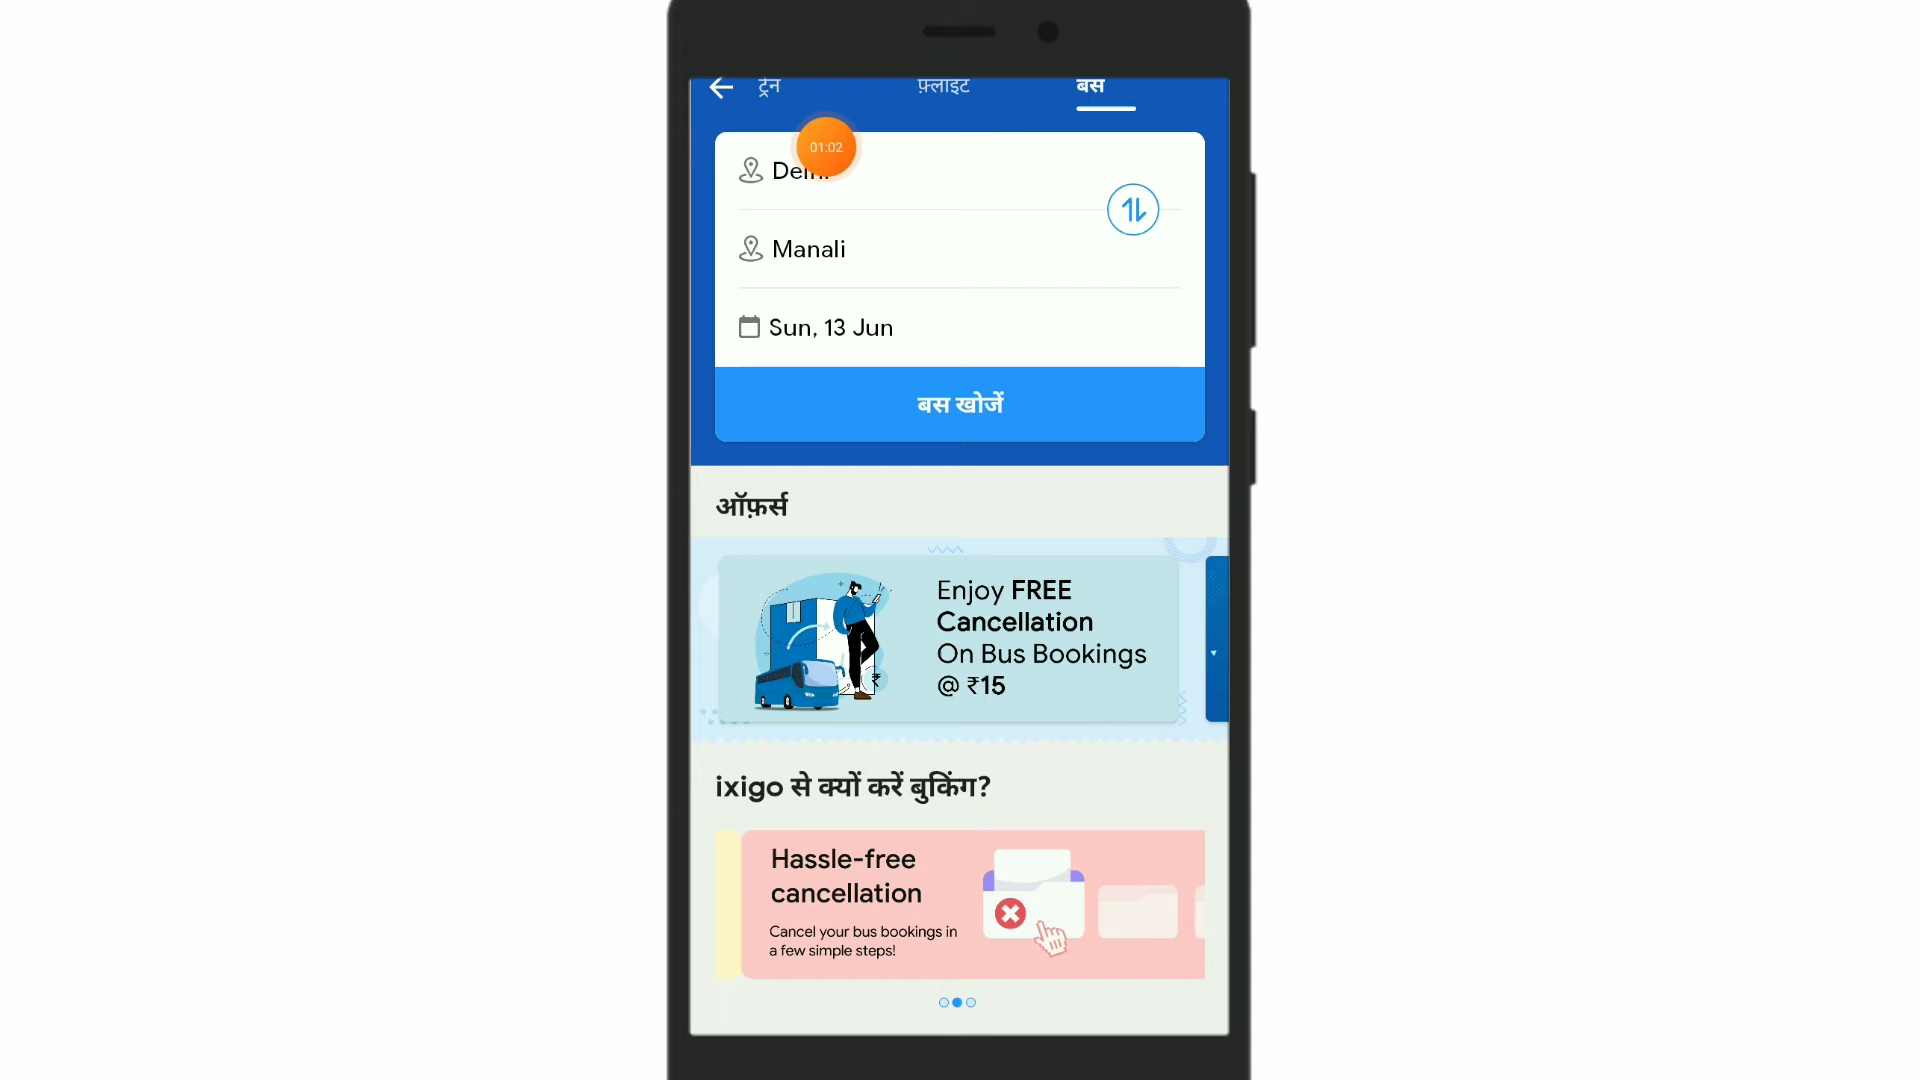 ट्रेन फ़्लाइट बस
01:02
Delhi
Manali
Sun, 13 Jun
बस खोजें
ऑफ़र्स
Enjoy FREE
Cancellation
On Bus Bookings
@ ₹15
₹
ixigo से क्यों करें बुकिंग?
Hassle-free
cancellation
Cancel your bus bookings in
a few simple steps!